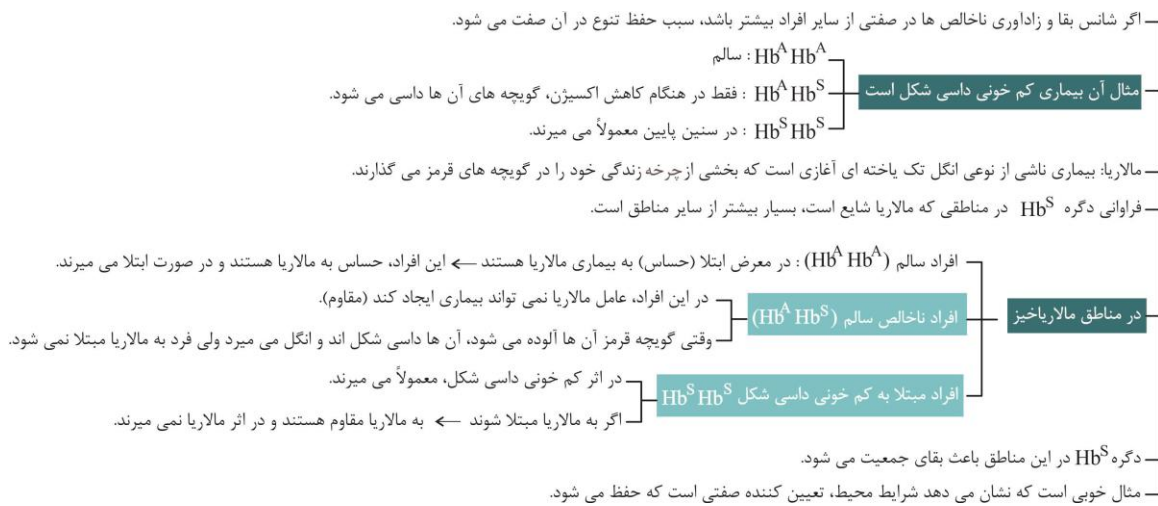 – اگر شانس بقا و زادآوری ناخالص ها در صفتی از سایر افراد بیشتر باشد، سبب حفظ تنوع در آن صفت می شود.
مثال آن بیماری کم خونی داسی شکل است
Hb^A Hb^A : سالم
Hb^A Hb^S : فقط در هنگام کاهش اکسیژن، گویچه های آن ها داسی می شود.
Hb^S Hb^S : در سنین پایین معمولاً می میرند.
– مالاریا: بیماری ناشی از نوعی انگل تک یاخته ای آغازی است که بخشی از چرخه زندگی خود را در گویچه های قرمز می گذارند.
– فراوانی دگره Hb^S در مناطقی که مالاریا شایع است، بسیار بیشتر از سایر مناطق است.
در مناطق مالاریاخیز
افراد سالم (Hb^A Hb^A) : در معرض ابتلا (حساس) به بیماری مالاریا هستند ← این افراد، حساس به مالاریا هستند و در صورت ابتلا می میرند.
افراد ناخالص سالم (Hb^A Hb^S)
در این افراد، عامل مالاریا نمی تواند بیماری ایجاد کند (مقاوم).
وقتی گویچه قرمز آن ها آلوده می شود، آن ها داسی شکل اند و انگل می میرد ولی فرد به مالاریا مبتلا نمی شود.
افراد مبتلا به کم خونی داسی شکل Hb^S Hb^S
در اثر کم خونی داسی شکل، معمولاً می میرند.
اگر به مالاریا مبتلا شوند ← به مالاریا مقاوم هستند و در اثر مالاریا نمی میرند.
– دگره Hb^S در این مناطق باعث بقای جمعیت می شود.
– مثال خوبی است که نشان می دهد شرایط محیط، تعیین کننده صفتی است که حفظ می شود.